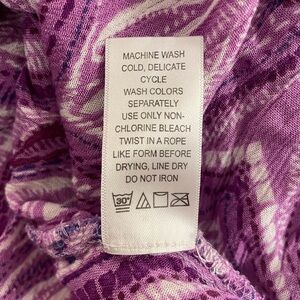 MACHINE WASH
COLD, DELICATE
CYCLE
WASH COLORS
SEPARATELY
USE ONLY NON-
CHLORINE BLEACH
TWIST IN A ROPE
LIKE FORM BEFORE
DRYING, LINE DRY
DO NOT IRON
30°